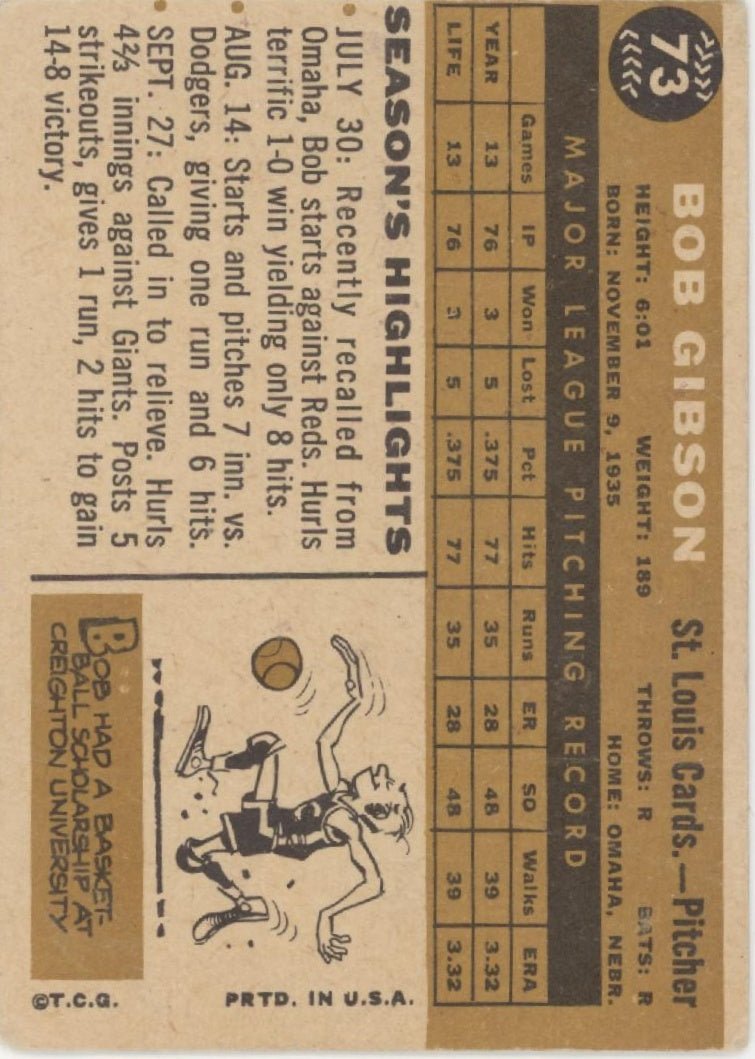 73
BOB GIBSON
St. Louis Cards.—Pitcher
HEIGHT: 6:01 WEIGHT: 189 THROWS: R BATS: R
BORN: NOVEMBER 9, 1935 HOME: OMAHA, NEBR.
MAJOR LEAGUE PITCHING RECORD
Games IP Won Lost Pct Hits Runs ER SO Walks ERA
YEAR 13 76 3 5 .375 77 35 28 48 39 3.32
LIFE 13 76 3 5 .375 77 35 28 48 39 3.32
SEASON'S HIGHLIGHTS
• JULY 30: Recently recalled from
Omaha, Bob starts against Reds. Hurls
terrific 1-0 win yielding only 8 hits.
• AUG. 14: Starts and pitches 7 inn. vs.
Dodgers, giving one run and 6 hits.
• SEPT. 27: Called in to relieve. Hurls
4⅔ innings against Giants. Posts 5
strikeouts, gives 1 run, 2 hits to gain
14-8 victory.
BOB HAD A BASKET-
BALL SCHOLARSHIP AT
CREIGHTON UNIVERSITY
©T.C.G. PRTD. IN U.S.A.